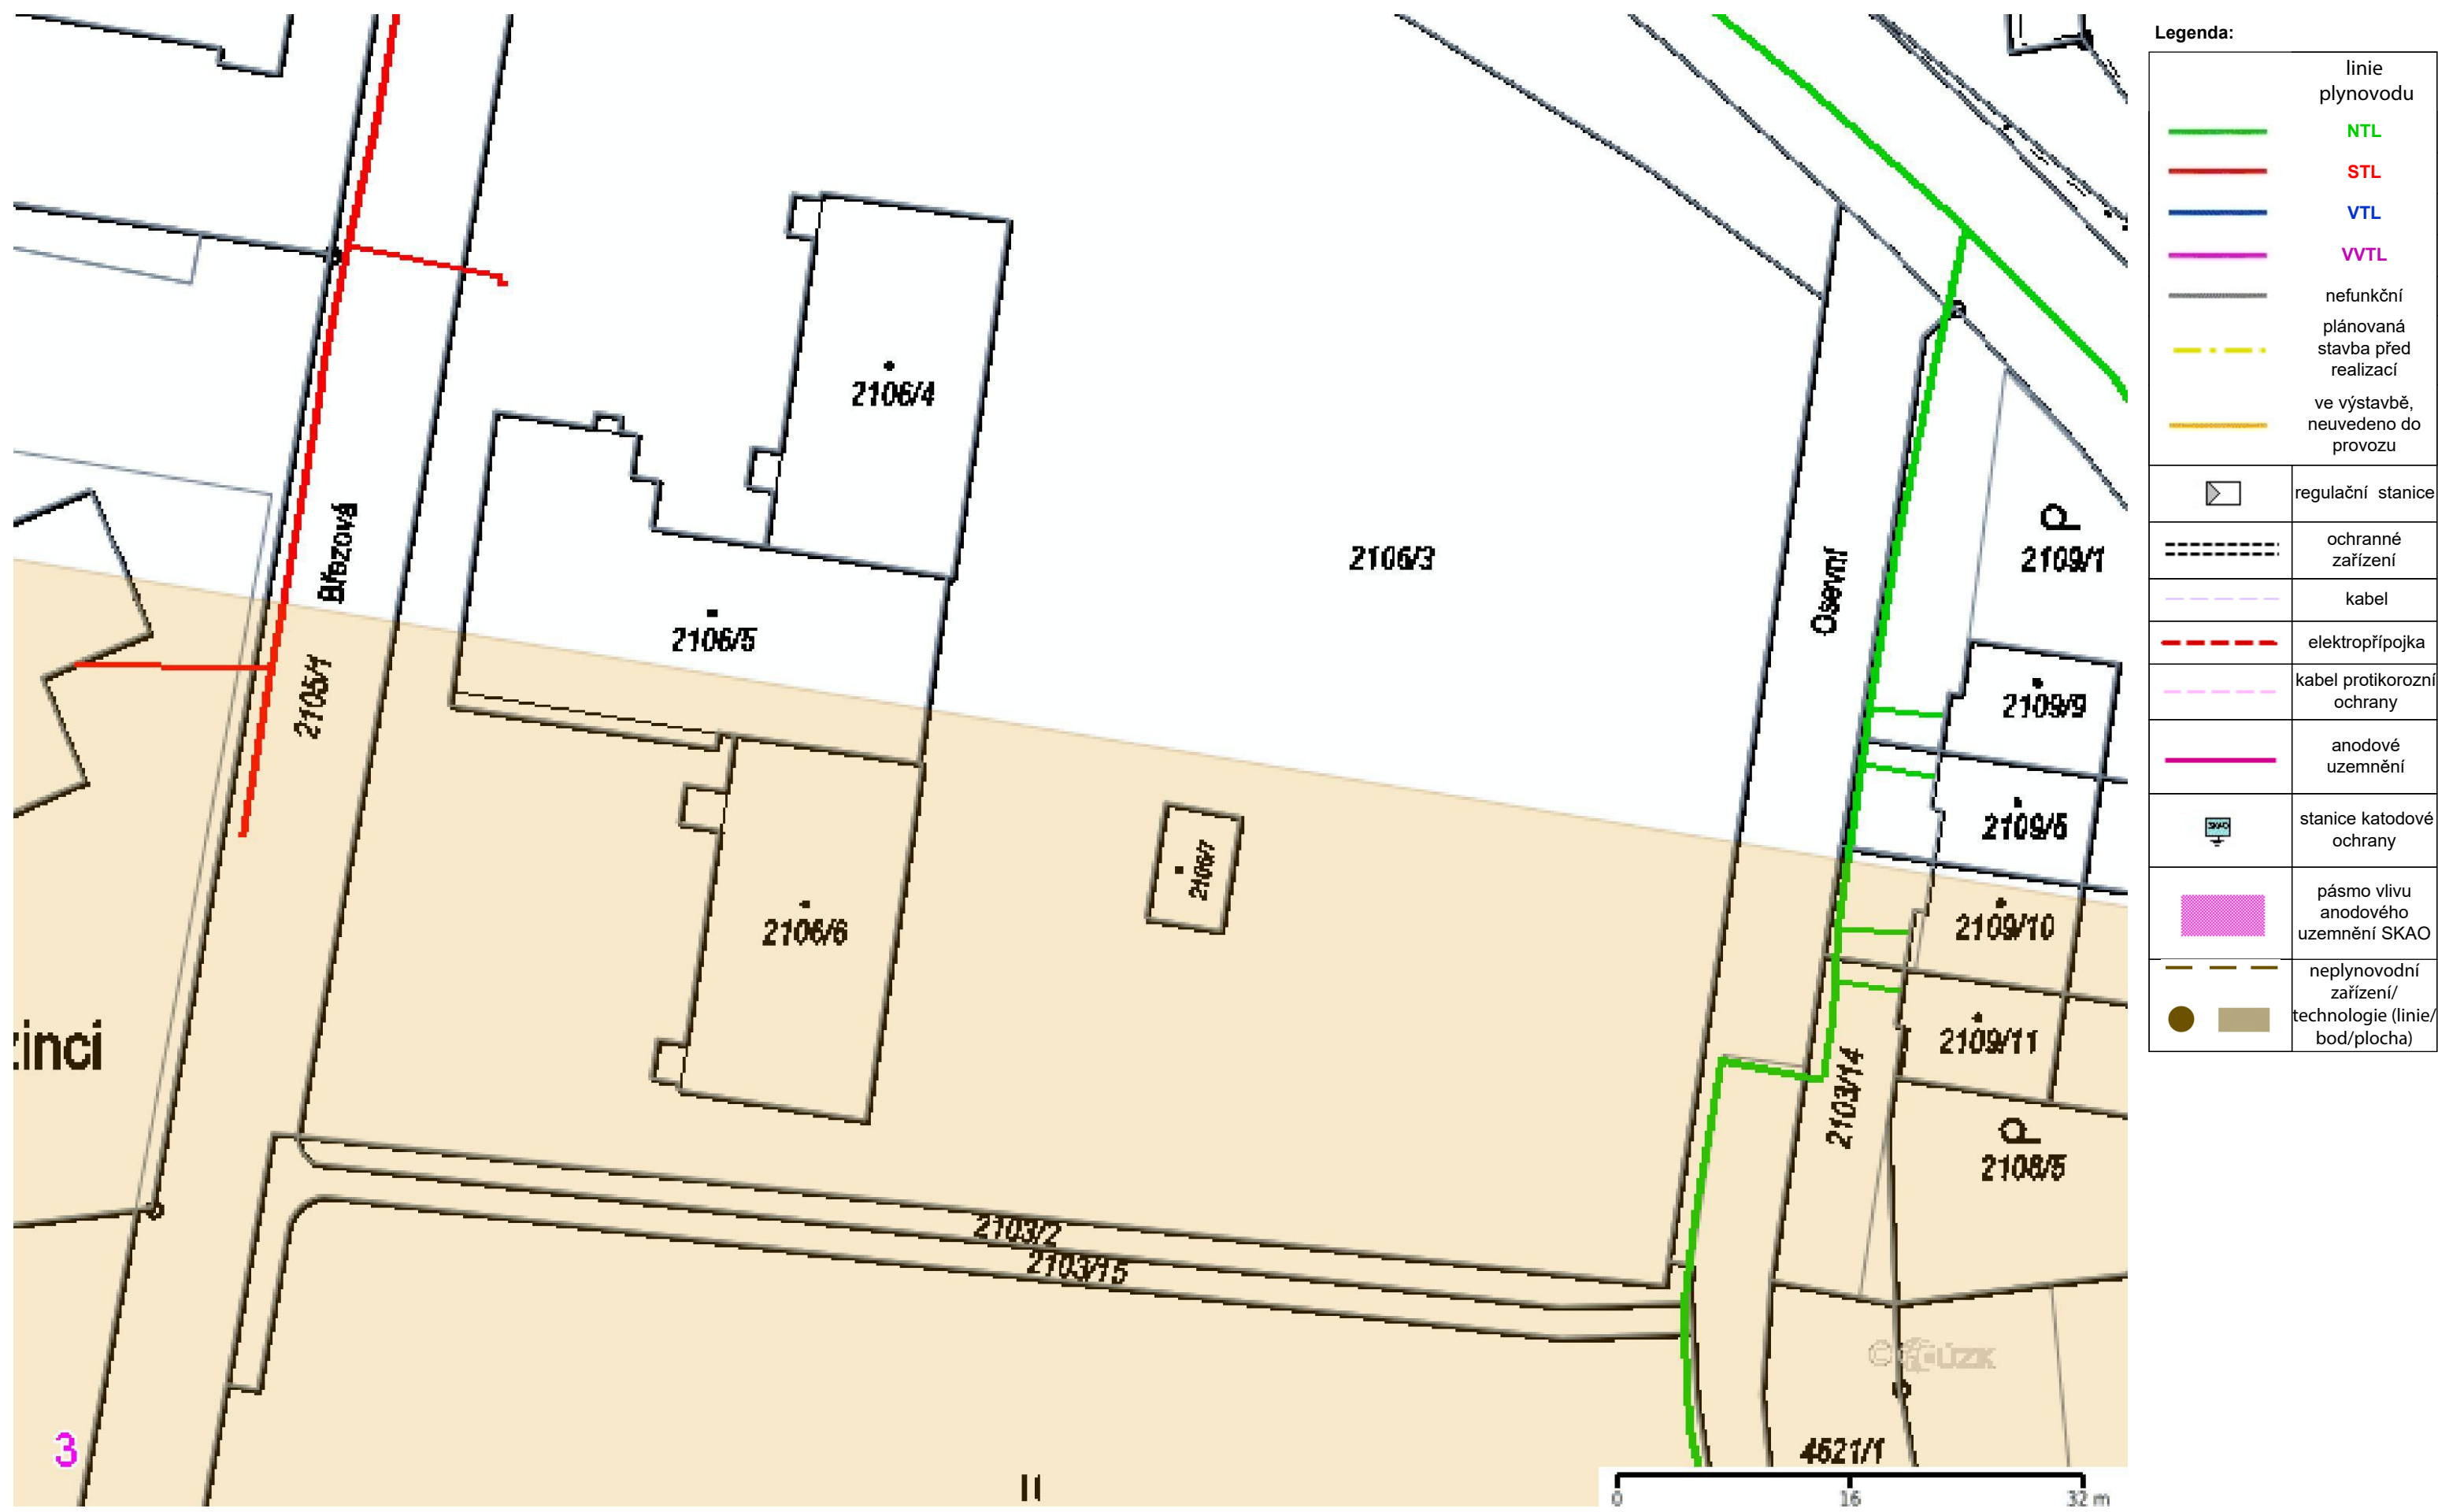 2106/4
Březová
2106/3
Osevní
P
2109/1
2106/5
2105/1
2109/9
2109/6
2106/7
2106/6
2109/10
2109/11
zinci
2103/14
P
2108/5
2103/2
2103/15
3
II
4621/1
0 16 32 m
Legenda:
linie
plynovodu
NTL
STL
VTL
VVTL
nefunkční
plánovaná
stavba před
realizací
ve výstavbě,
neuvedeno do
provozu
regulační stanice
ochranné
zařízení
kabel
elektropřípojka
kabel protikorozní
ochrany
anodové
uzemnění
SKAO
stanice katodové
ochrany
pásmo vlivu
anodového
uzemnění SKAO
neplynovodní
zařízení/
technologie (linie/
bod/plocha)